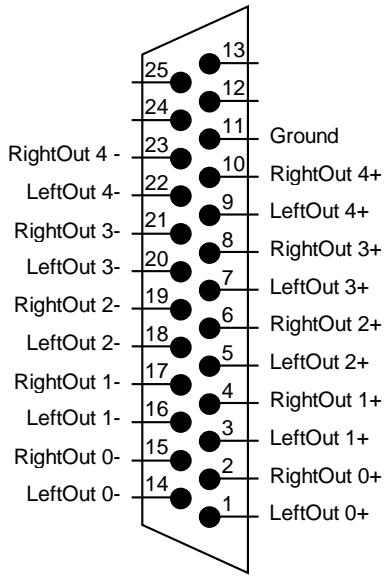 13
25
12
24
11 Ground
RightOut 4 - 23
10 RightOut 4+
LeftOut 4- 22
9 LeftOut 4+
RightOut 3- 21
8 RightOut 3+
LeftOut 3- 20
7 LeftOut 3+
RightOut 2- 19
6 RightOut 2+
LeftOut 2- 18
5 LeftOut 2+
RightOut 1- 17
4 RightOut 1+
LeftOut 1- 16
3 LeftOut 1+
RightOut 0- 15
2 RightOut 0+
LeftOut 0- 14
1 LeftOut 0+